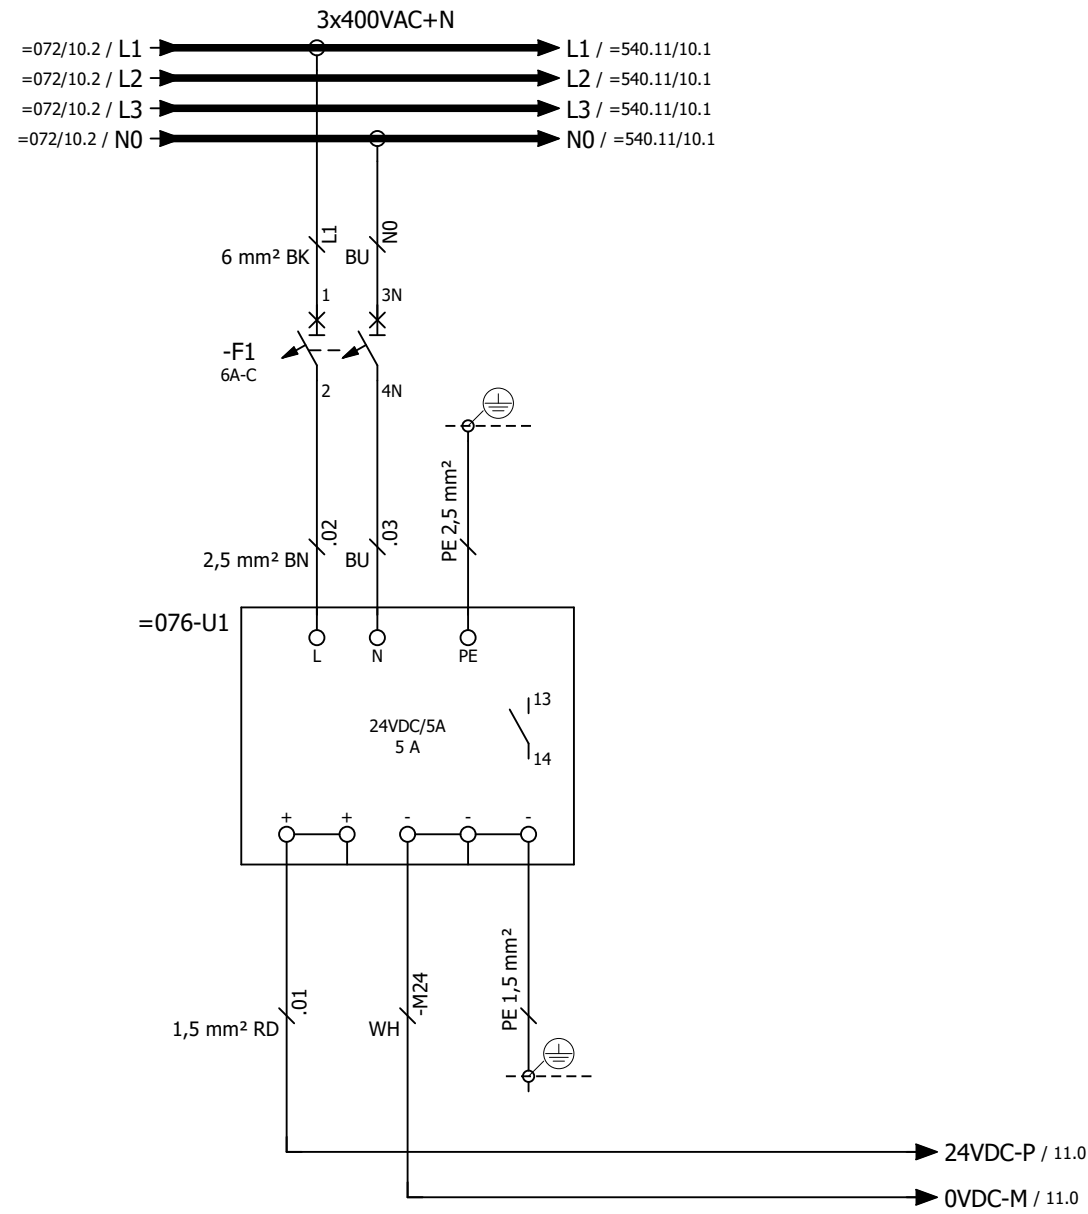 3x400VAC+N
=072/10.2 / L1 L1 / =540.11/10.1
=072/10.2 / L2 L2 / =540.11/10.1
=072/10.2 / L3 L3 / =540.11/10.1
=072/10.2 / N0 N0 / =540.11/10.1
L1 N0
6 mm² BK BU
1 3N
-F1
6A-C
2 4N
PE 2,5 mm²
.02 .03
2,5 mm² BN BU
=076-U1
L N PE
13
24VDC/5A
5 A
14
+ + - - -
PE 1,5 mm²
.01 -M24
1,5 mm² RD WH
24VDC-P / 11.0
0VDC-M / 11.0